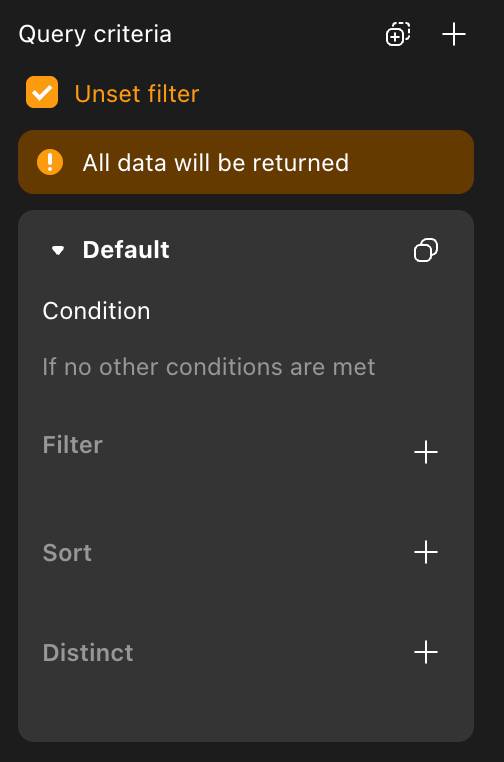 Query criteria
Unset filter
All data will be returned
Default
Condition
If no other conditions are met
Filter
Sort
Distinct